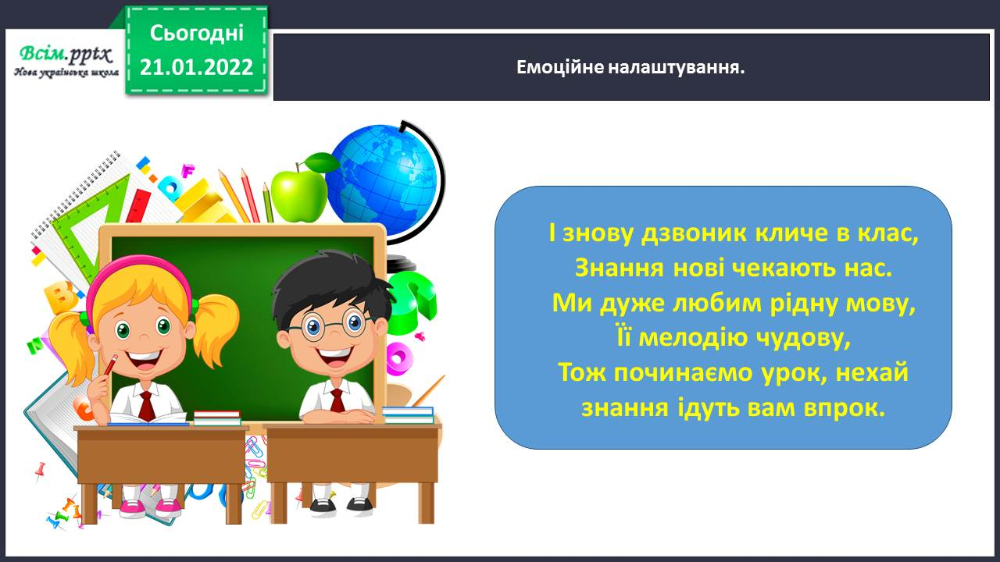 Сьогодні
21.01.2022
Всім.pptx
Нова українська школа
Емоційне налаштування.
І знову дзвоник кличе в клас,
Знання нові чекають нас.
Ми дуже любим рідну мову,
Її мелодію чудову,
Тож починаємо урок, нехай
знання ідуть вам впрок.